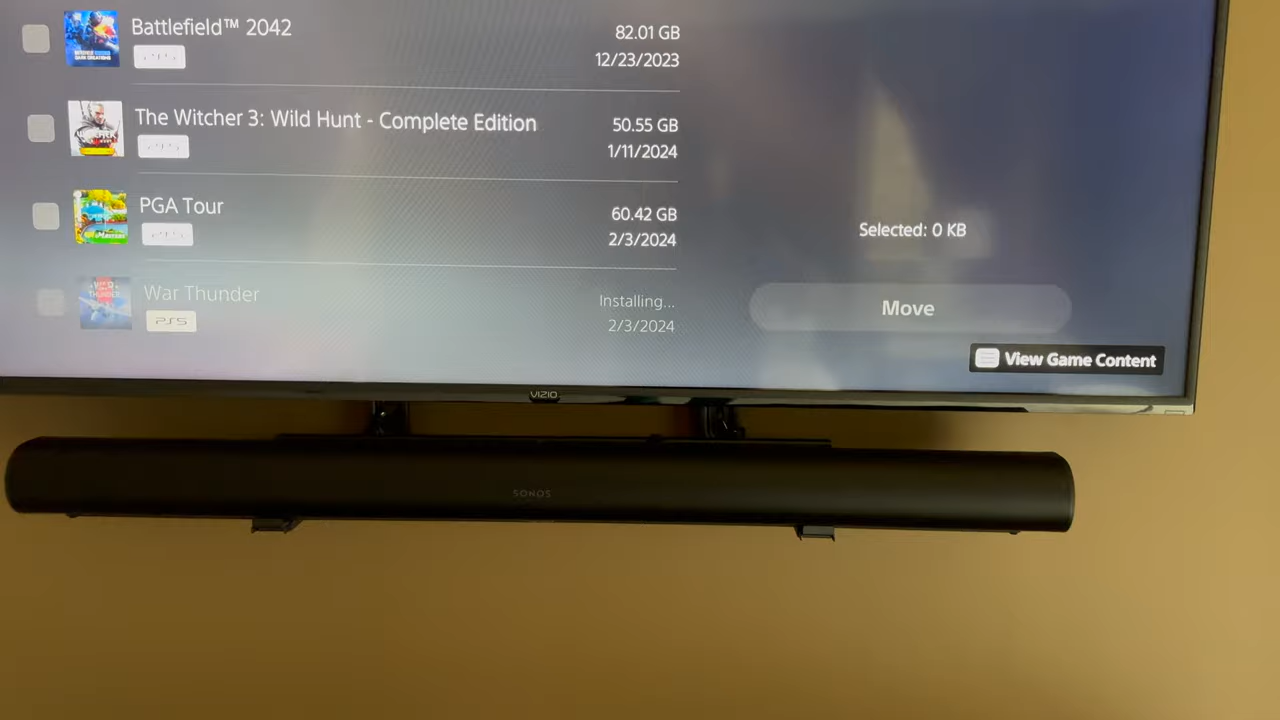 Battlefield™ 2042
82.01 GB
12/23/2023
The Witcher 3: Wild Hunt - Complete Edition
50.55 GB
1/11/2024
PGA Tour
60.42 GB
2/3/2024
Selected: 0 KB
War Thunder
PS5
Installing...
2/3/2024
Move
View Game Content
VIZIO
SONOS